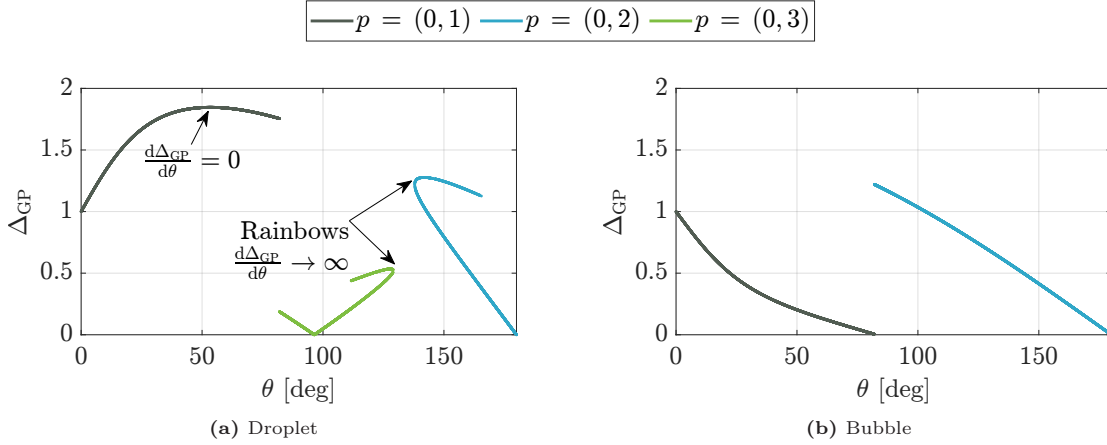 p = (0, 1) p = (0, 2) p = (0, 3)
2
1.5
1
0.5
0
Δ_GP
dΔ_GP/dθ = 0
Rainbows
dΔ_GP/dθ → ∞
0 50 100 150
θ [deg]
(a) Droplet
2
1.5
1
0.5
0
Δ_GP
0 50 100 150
θ [deg]
(b) Bubble